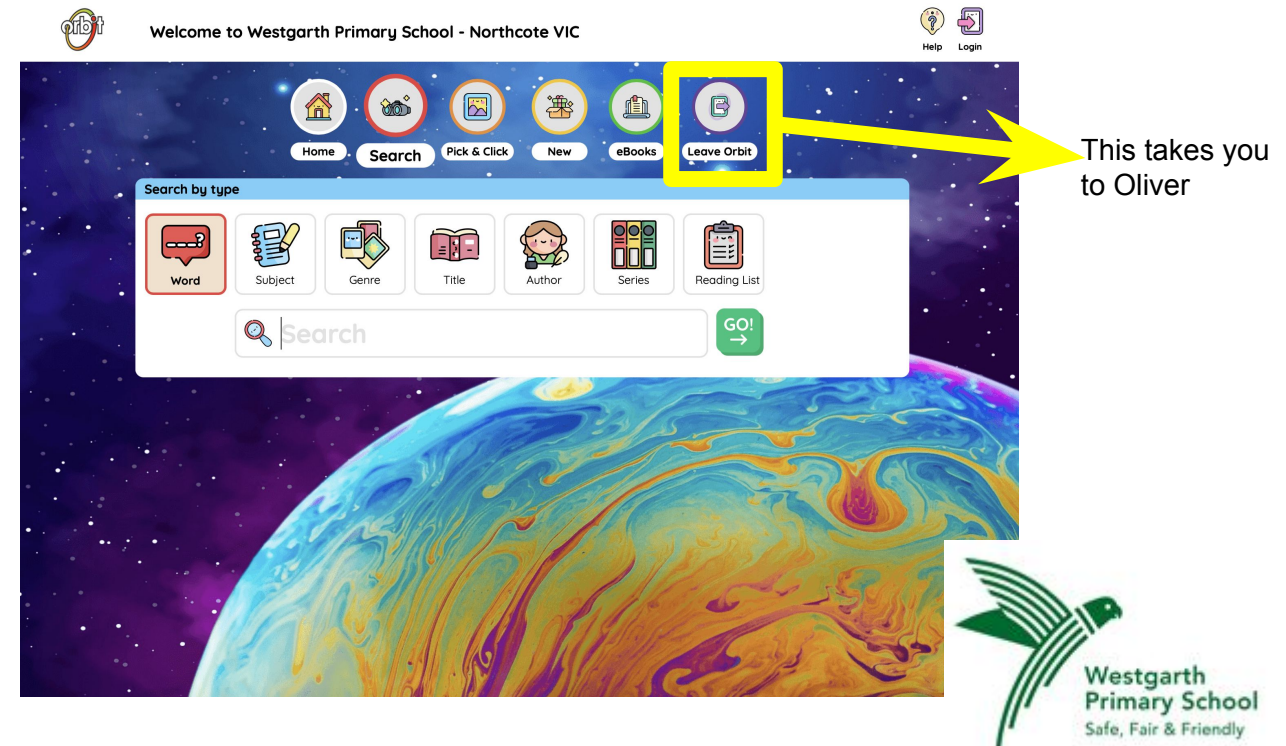 orbit
Welcome to Westgarth Primary School - Northcote VIC
Help
Login
Home
Search
Pick & Click
New
eBooks
Leave Orbit
This takes you
to Oliver
Search by type
Word
Subject
Genre
Title
Author
Series
Reading List
Search
GO!
Westgarth
Primary School
Safe, Fair & Friendly